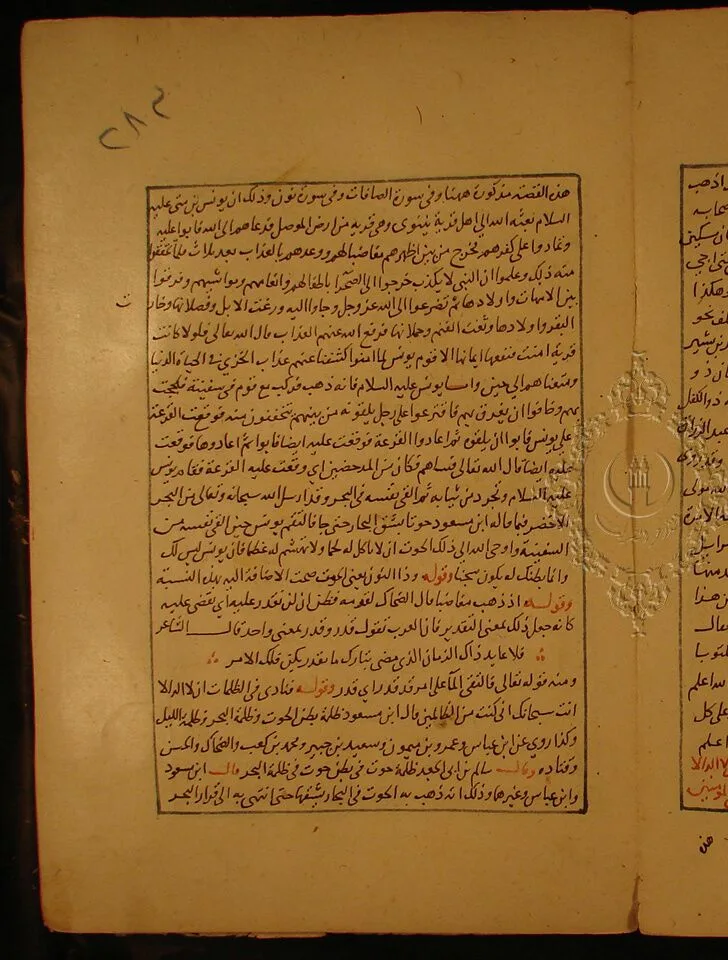 ٢٨٣
هذه القصة مذكورة ههنا وفي سورة الصافات وفي سورة نون وذلك ان يونس بن متى عليه
السلام بعثه الله الى اهل قرية نينوى وهي قرية من ارض الموصل فدعاهم الى الله فابوا عليه
وتمادوا على كفرهم فخرج من بين اظهرهم مغاضبا لهم ووعدهم بالعذاب بعد ثلاث فلما تحققوا
منه ذلك وعلموا ان النبي لا يكذب خرجوا الى الصحرا باطفالهم وانعامهم ومواشيهم وفرقوا
بين الامهات واولادها ثم تضرعوا الى الله عز وجل وجاوا اليه ورغت الابل وفصلانها وخار
البقر واولادها وثغت الغنم وحملانها فرفع الله عنهم العذاب قال الله تعالى فلولا كانت
قرية امنت فنفعها ايمانها الا قوم يونس لما امنوا كشفنا عنهم عذاب الخزي في الحياة الدنيا
ومتعناهم الى حين واما يونس عليه السلام فانه ذهب فركب مع قوم في سفينة فلججت
بهم وخافوا ان يغرق بهم فاقترعوا على رجل يلقونه من بينهم يتخففون منه فوقعت القرعة
على يونس فابوا ان يلقوه ثم اعادوا القرعة فوقعت عليه ايضا فابوا ثم اعادوها فوقعت
عليه ايضا قال الله تعالى فساهم فكان من المدحضين اي وقعت عليه القرعة فقام يونس
عليه السلام وتجرد من ثيابه ثم القى نفسه في البحر وقد ارسل الله سبحانه وتعالى من البحر
الاخضر فيما قاله ابن مسعود حوتا يشق البحار حتى جا فالتقم يونس حين القى نفسه من
السفينة واوحى الله الى ذلك الحوت ان لا تاكل له لحما ولا تهشم له عظما فان يونس ليس لك
وانما بطنك له يكون سجنا وقوله وذا النون يعني الحوت صحت الاضافة اليه بهذه النسبة
وقوله اذ ذهب مغاضبا قال الضحاك لقومه فظن ان لن نقدر عليه اي نقضي عليه
كانه جعل ذلك بمعنى التقدير فان العرب تقول قدر وقدر بمعنى واحد قال الشاعر
فلا عايد ذاك الزمان الذي مضى تبارك ما تقدر يكن فلك الامر
ومنه قوله تعالى فالتقى الما على امر قد قدر اي قدر وقوله فنادى في الظلمات ان لا اله الا
انت سبحانك اني كنت من الظالمين قال ابن مسعود ظلمة بطن الحوت وظلمة البحر وظلمة الليل
وكذا روي عن ابن عباس وعمرو بن ميمون وسعيد بن جبير ومحمد بن كعب والضحاك والحسن
وقتادة وقال سالم بن ابي الجعد ظلمة حوت في بطن حوت في ظلمة البحر قال ابن مسعود
وابن عباس وغيرها وذلك انه ذهب به الحوت في البحار يشقها حتى انتهى به الى قرار البحر
هذه